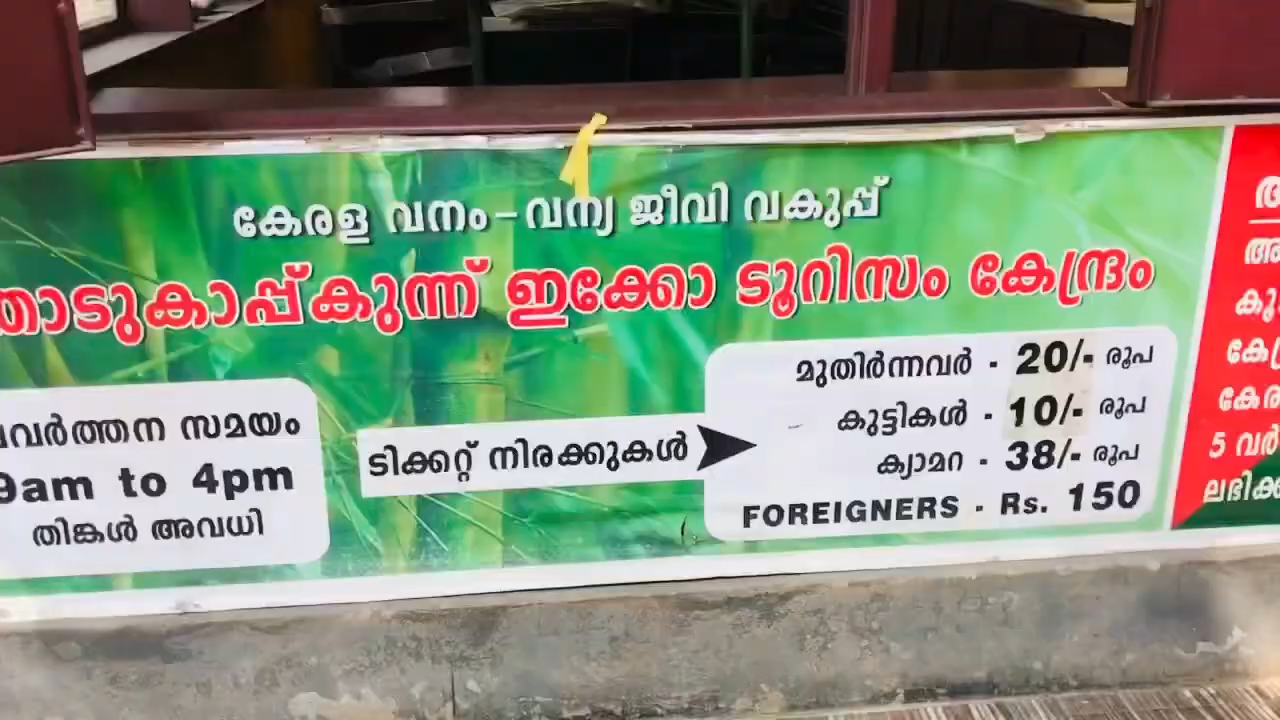 കേരള വനം - വന്യ ജീവി വകുപ്പ്
താടുകാപ്പ്കുന്ന് ഇക്കോ ടൂറിസം കേന്ദ്രം
വർത്തന സമയം
9am to 4pm
തിങ്കൾ അവധി
ടിക്കറ്റ് നിരക്കുകൾ
മുതിർന്നവർ - 20/- രൂപ
കുട്ടികൾ - 10/- രൂപ
ക്യാമറ - 38/- രൂപ
FOREIGNERS - Rs. 150
5 വർ
ലഭിക്ക